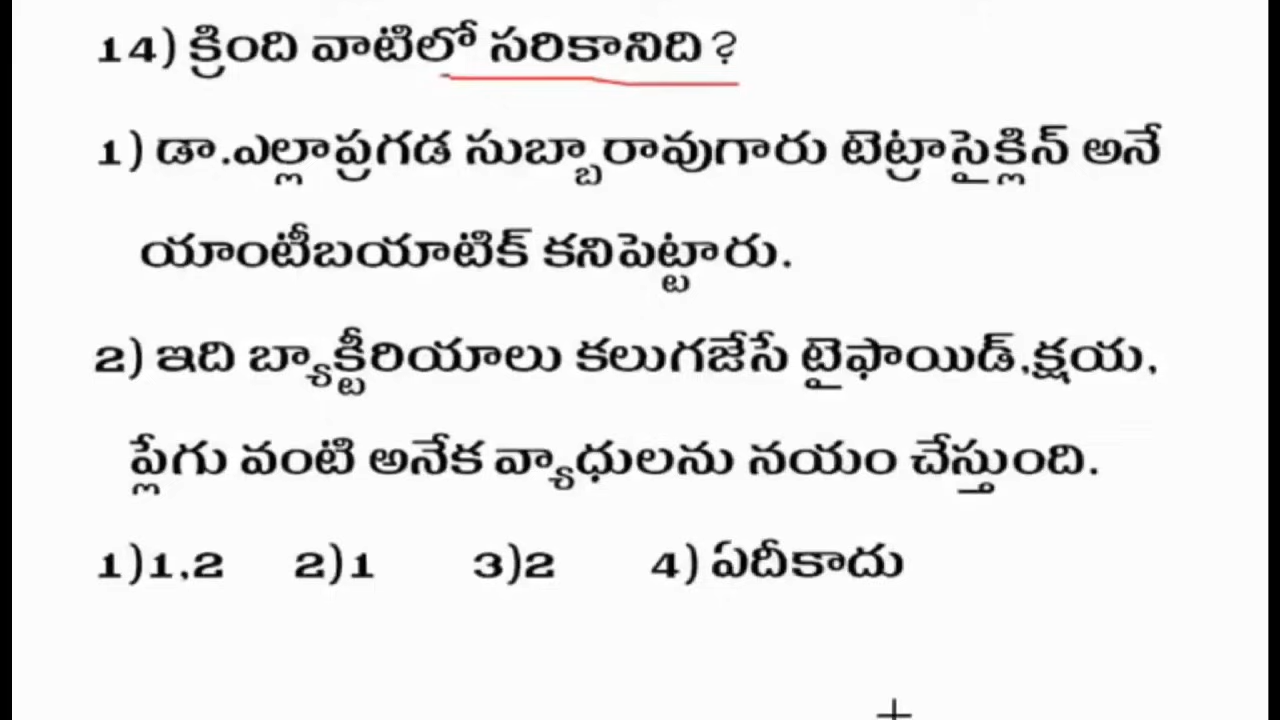 14) క్రింది వాటిలో సరికానిది?
1) డా.ఎల్లాప్రగడ సుబ్బారావుగారు టెట్రాసైక్లిన్ అనే
యాంటీబయాటిక్ కనిపెట్టారు.
2) ఇది బ్యాక్టీరియాలు కలుగజేసే టైఫాయిడ్,క్షయ,
ప్లేగు వంటి అనేక వ్యాధులను నయం చేస్తుంది.
1)1,2 2)1 3)2 4) ఏదీకాదు